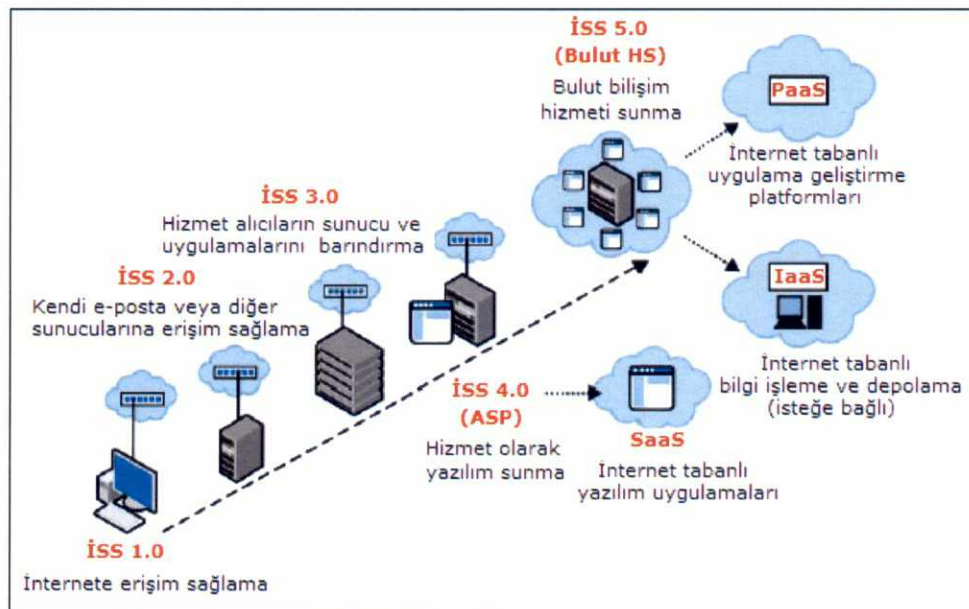 İSS 5.0
(Bulut HS)
Bulut bilişim
hizmeti sunma
PaaS
İnternet tabanlı
uygulama geliştirme
platformları
İSS 3.0
Hizmet alıcıların sunucu ve
uygulamalarını barındırma
İSS 2.0
Kendi e-posta veya diğer
sunucularına erişim sağlama
IaaS
İnternet tabanlı
bilgi işleme ve depolama
(isteğe bağlı)
İSS 4.0
(ASP)
Hizmet olarak
yazılım sunma
SaaS
İnternet tabanlı
yazılım uygulamaları
İSS 1.0
İnternete erişim sağlama